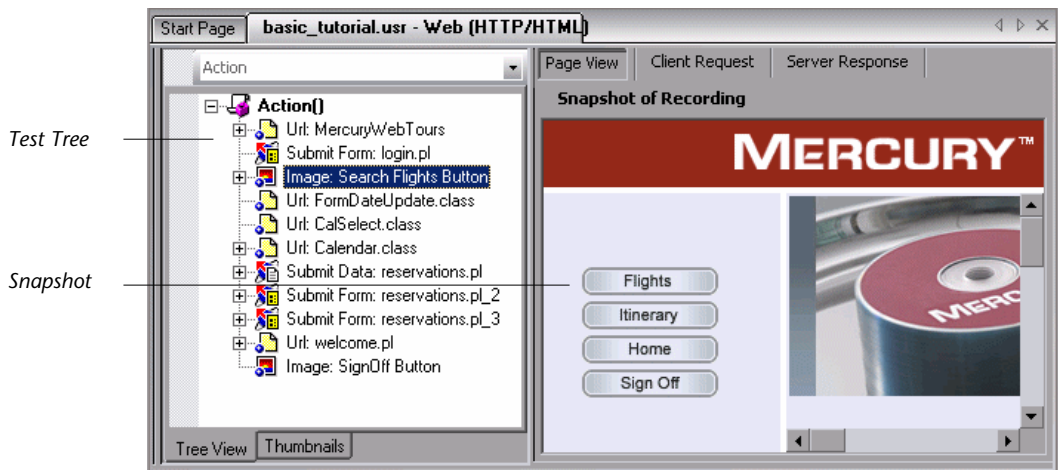 Start Page
basic_tutorial.usr - Web (HTTP/HTML)
Action
Page View
Client Request
Server Response
Snapshot of Recording
Test Tree
Snapshot
Action()
Url: MercuryWebTours
Submit Form: login.pl
Image: Search Flights Button
Url: FormDateUpdate.class
Url: CalSelect.class
Url: Calendar.class
Submit Data: reservations.pl
Submit Form: reservations.pl_2
Submit Form: reservations.pl_3
Url: welcome.pl
Image: SignOff Button
Tree View
Thumbnails
MERCURY™
Flights
Itinerary
Home
Sign Off